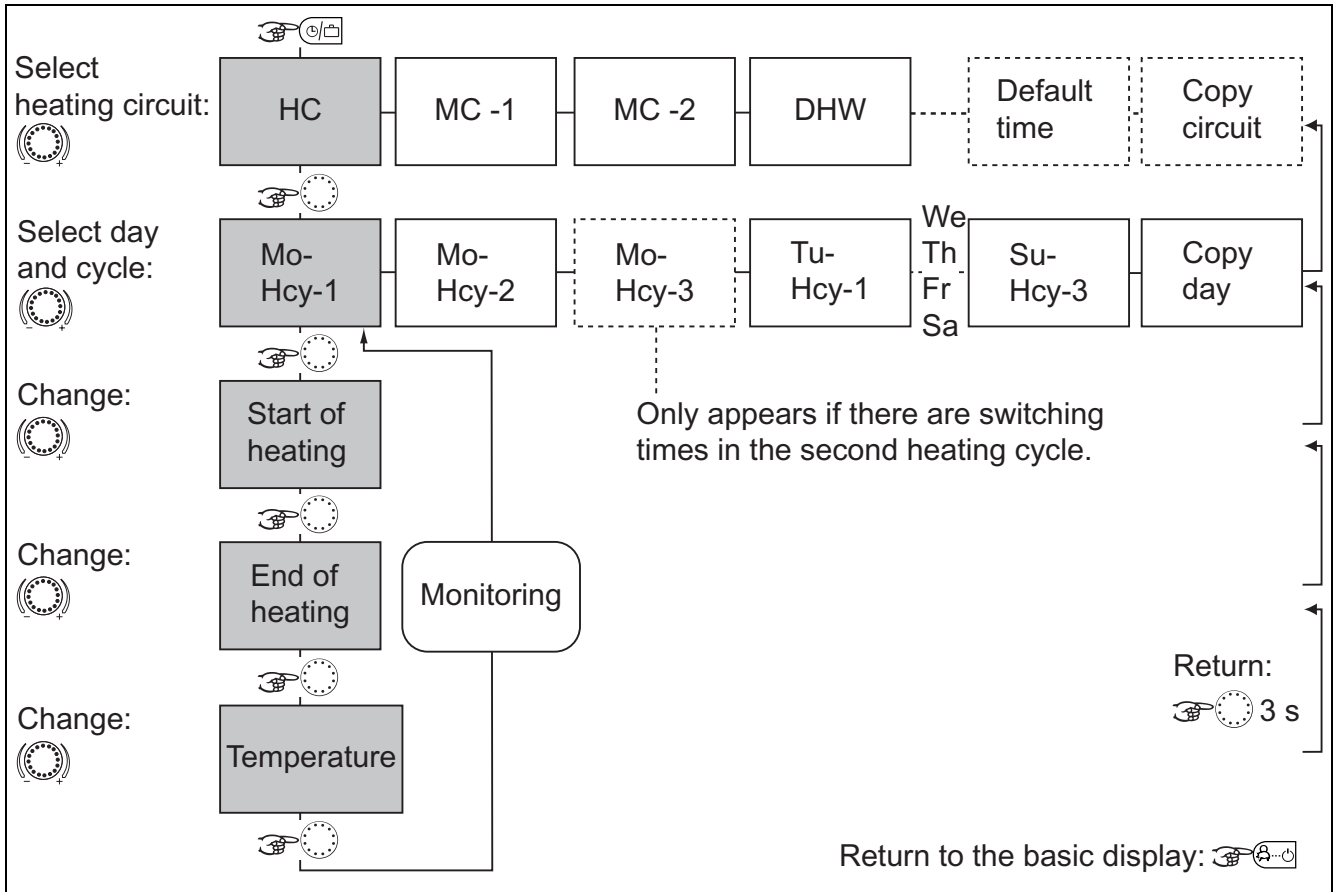 Select
heating circuit:
HC
MC -1
MC -2
DHW
Default
time
Copy
circuit
Select day
and cycle:
Mo-
Hcy-1
Mo-
Hcy-2
Mo-
Hcy-3
Tu-
Hcy-1
We
Th
Fr
Sa
Su-
Hcy-3
Copy
day
Change:
Start of
heating
Only appears if there are switching
times in the second heating cycle.
Change:
End of
heating
Monitoring
Return:
3 s
Change:
Temperature
Return to the basic display: